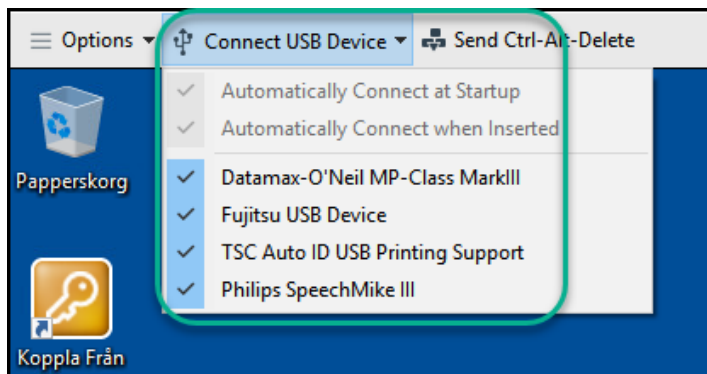 Options Connect USB Device Send Ctrl-Alt-Delete
Automatically Connect at Startup
Automatically Connect when Inserted
Papperskorg
Datamax-O'Neil MP-Class MarkIII
Fujitsu USB Device
TSC Auto ID USB Printing Support
Philips SpeechMike III
Koppla Från